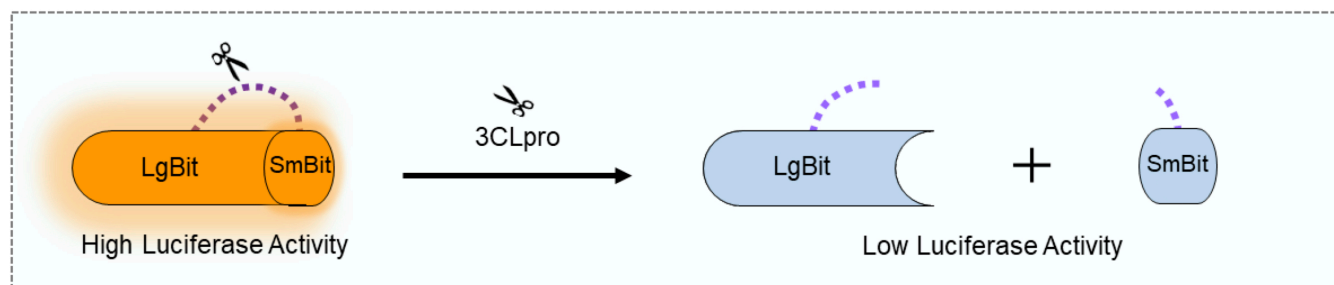 LgBit
SmBit
High Luciferase Activity
3CLpro
LgBit
+
SmBit
Low Luciferase Activity